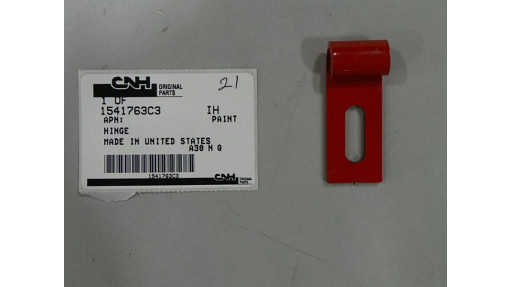 CNH ORIGINAL PARTS
21
1 OF
1541763C3 IH
APN: PAINT
HINGE
MADE IN UNITED STATES
A30 N Q
1541763C3
CNH ORIGINAL PARTS